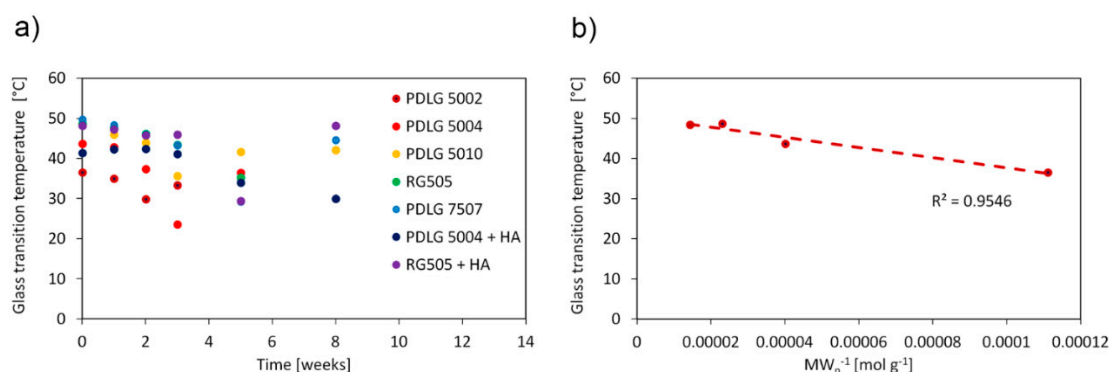 a)
Glass transition temperature [°C]
60
50
40
30
20
10
0
0 2 4 6 8 10 12 14
Time [weeks]
PDLG 5002
PDLG 5004
PDLG 5010
RG505
PDLG 7507
PDLG 5004 + HA
RG505 + HA
b)
Glass transition temperature [°C]
60
50
40
30
20
10
0
0 0.00002 0.00004 0.00006 0.00008 0.0001 0.00012
MWₙ⁻¹ [mol g⁻¹]
R² = 0.9546